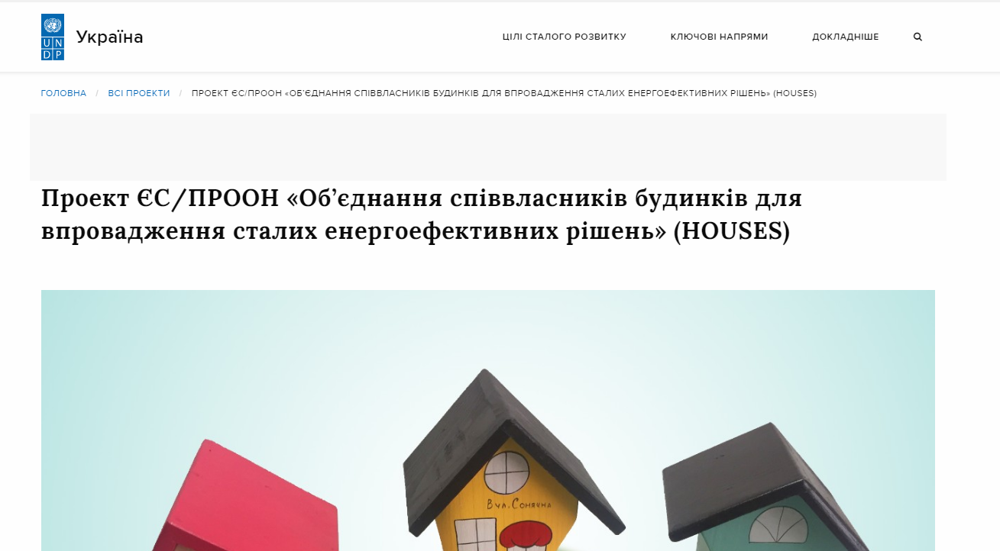 UN
DP
Україна
ЦІЛІ СТАЛОГО РОЗВИТКУ
КЛЮЧОВІ НАПРЯМИ
ДОКЛАДНІШЕ
ГОЛОВНА / ВСІ ПРОЕКТИ / ПРОЕКТ ЄС/ПРООН «ОБ'ЄДНАННЯ СПІВВЛАСНИКІВ БУДИНКІВ ДЛЯ ВПРОВАДЖЕННЯ СТАЛИХ ЕНЕРГОЕФЕКТИВНИХ РІШЕНЬ» (HOUSES)
Проект ЄС/ПРООН «Об’єднання співвласників будинків для
впровадження сталих енергоефективних рішень» (HOUSES)
Вул. Сонячна